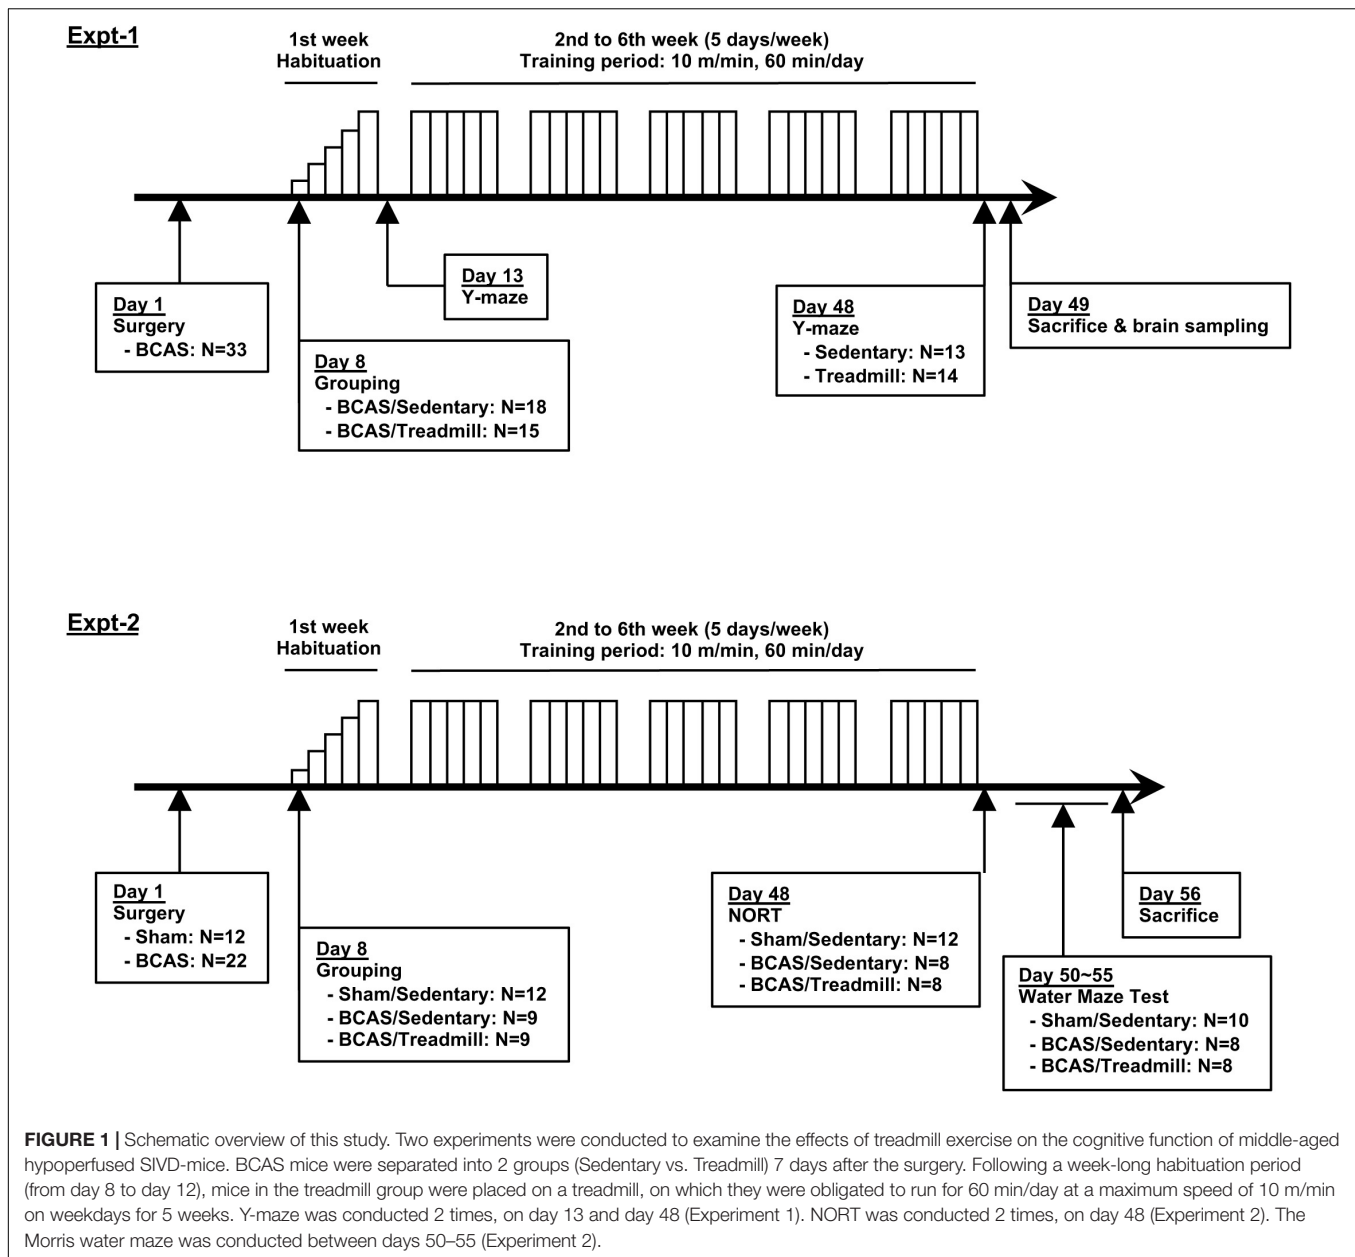 Expt-1
1st week
Habituation
2nd to 6th week (5 days/week)
Training period: 10 m/min, 60 min/day
Day 1
Surgery
- BCAS: N=33
Day 8
Grouping
- BCAS/Sedentary: N=18
- BCAS/Treadmill: N=15
Day 13
Y-maze
Day 48
Y-maze
- Sedentary: N=13
- Treadmill: N=14
Day 49
Sacrifice & brain sampling
Expt-2
1st week
Habituation
2nd to 6th week (5 days/week)
Training period: 10 m/min, 60 min/day
Day 1
Surgery
- Sham: N=12
- BCAS: N=22
Day 8
Grouping
- Sham/Sedentary: N=12
- BCAS/Sedentary: N=9
- BCAS/Treadmill: N=9
Day 48
NORT
- Sham/Sedentary: N=12
- BCAS/Sedentary: N=8
- BCAS/Treadmill: N=8
Day 50~55
Water Maze Test
- Sham/Sedentary: N=10
- BCAS/Sedentary: N=8
- BCAS/Treadmill: N=8
Day 56
Sacrifice
FIGURE 1 | Schematic overview of this study. Two experiments were conducted to examine the effects of treadmill exercise on the cognitive function of middle-aged
hypoperfused SIVD-mice. BCAS mice were separated into 2 groups (Sedentary vs. Treadmill) 7 days after the surgery. Following a week-long habituation period
(from day 8 to day 12), mice in the treadmill group were placed on a treadmill, on which they were obligated to run for 60 min/day at a maximum speed of 10 m/min
on weekdays for 5 weeks. Y-maze was conducted 2 times, on day 13 and day 48 (Experiment 1). NORT was conducted 2 times, on day 48 (Experiment 2). The
Morris water maze was conducted between days 50–55 (Experiment 2).